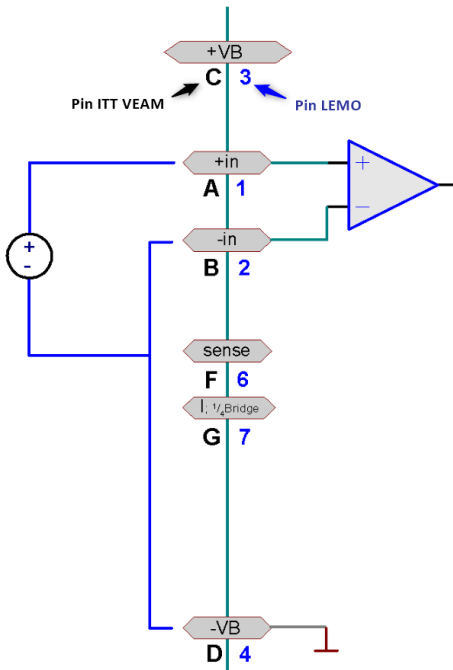 +VB
C 3
Pin ITT VEAM
Pin LEMO
+in
A 1
+
-in
B 2
−
+
-
sense
F 6
I; 1/4Bridge
G 7
-VB
D 4